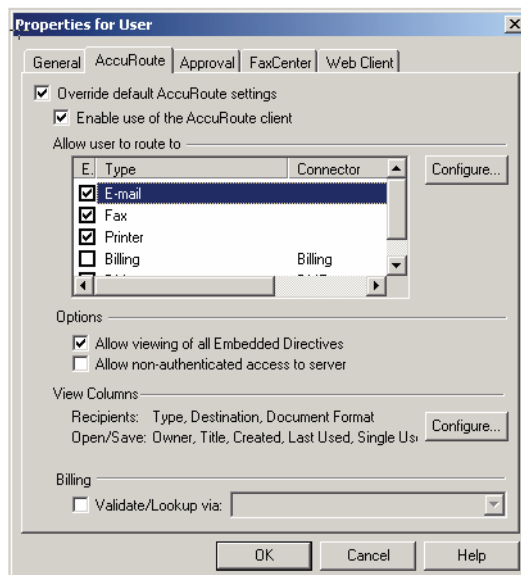 Properties for User
General AccuRoute Approval FaxCenter Web Client
Override default AccuRoute settings
Enable use of the AccuRoute client
Allow user to route to
E. Type Connector
Configure...
E-mail
Fax
Printer
Billing Billing
Options
Allow viewing of all Embedded Directives
Allow non-authenticated access to server
View Columns
Recipients: Type, Destination, Document Format
Open/Save: Owner, Title, Created, Last Used, Single Us
Configure...
Billing
Validate/Lookup via:
OK Cancel Help